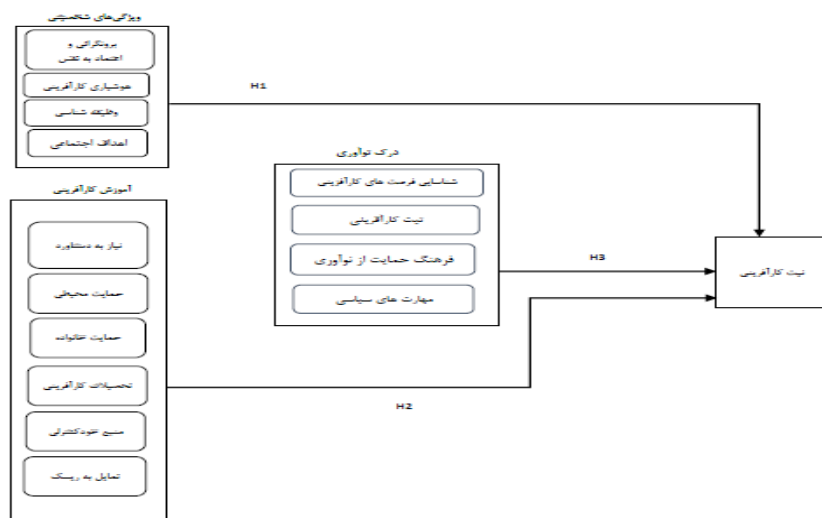 ویژگی‌های شخصیتی
برونگرائی و
اعتماد به نفس
هوشیاری کارآفرینی
وظیفه شناسی
اهداف اجتماعی
H1
درک نوآوری
شناسایی فرصت های کارآفرینی
نیت کارآفرینی
فرهنگ حمایت از نوآوری
مهارت های سیاسی
H3
نیت کارآفرینی
آموزش کارآفرینی
نیاز به دستاورد
حمایت محیطی
حمایت خانواده
تحصیلات کارآفرینی
منبع خودکنترلی
تمایل به ریسک
H2